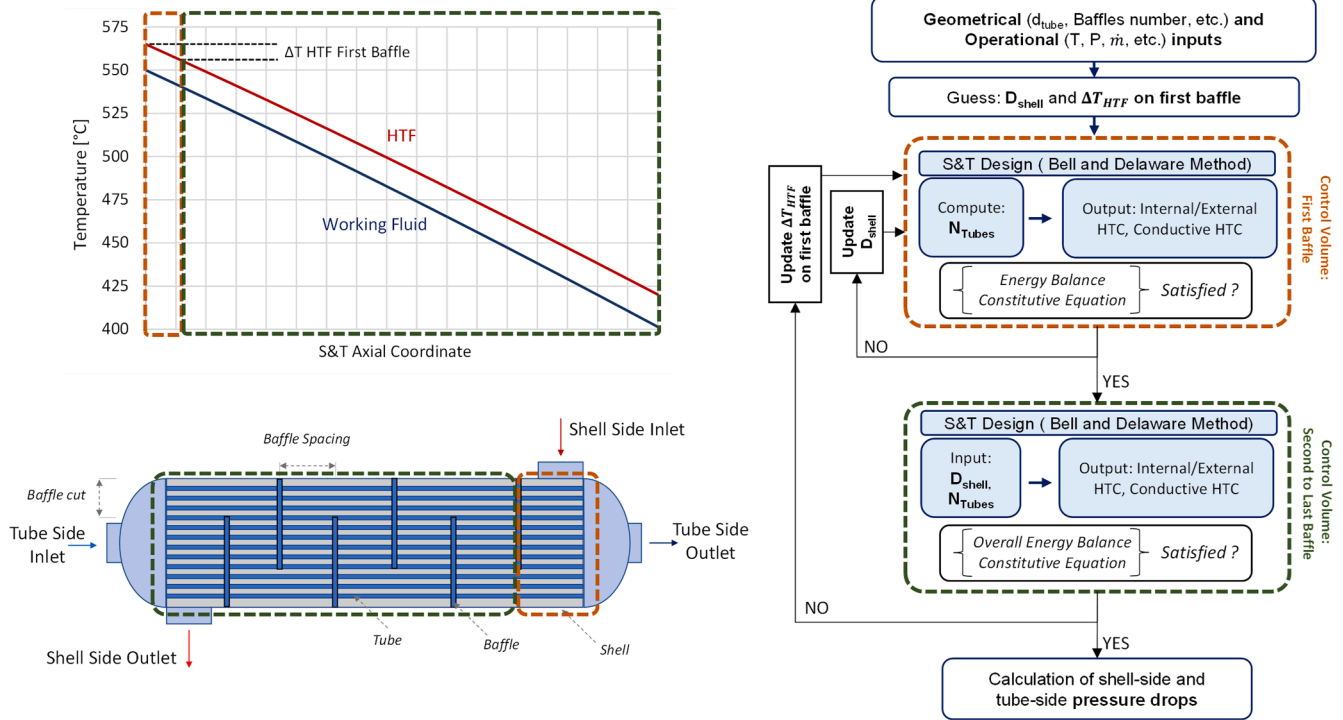 575
550
525
500
475
450
425
400
Temperature [°C]
ΔT HTF First Baffle
HTF
Working Fluid
S&T Axial Coordinate
Baffle Spacing
Shell Side Inlet
Baffle cut
Tube Side
Inlet
Tube Side
Outlet
Tube
Baffle
Shell
Shell Side Outlet
Geometrical (dtube, Baffles number, etc.) and
Operational (T, P, ṁ, etc.) inputs
Guess: Dshell and ΔTHTF on first baffle
Update ΔTHTF
on first baffle
Update
Dshell
S&T Design ( Bell and Delaware Method)
Compute:
NTubes
Output: Internal/External
HTC, Conductive HTC
Energy Balance
Constitutive Equation
Satisfied ?
Control Volume:
First Baffle
NO
YES
S&T Design ( Bell and Delaware Method)
Input:
Dshell,
NTubes
Output: Internal/External
HTC, Conductive HTC
Overall Energy Balance
Constitutive Equation
Satisfied ?
Control Volume:
Second to Last Baffle
NO
YES
Calculation of shell-side and
tube-side pressure drops